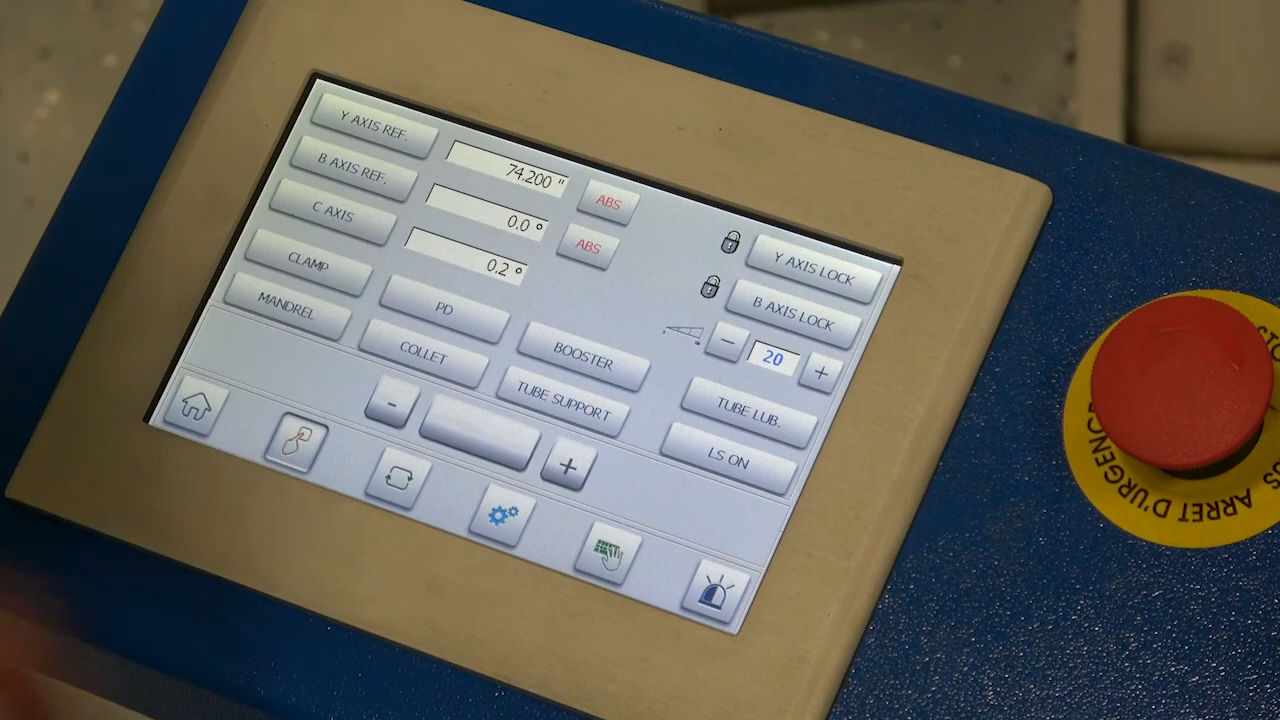 Y AXIS REF.
74.200 "
ABS
B AXIS REF.
0.0 °
ABS
C AXIS
0.2 °
Y AXIS LOCK
B AXIS LOCK
CLAMP
PD
- 20 +
MANDREL
COLLET
BOOSTER
TUBE SUPPORT
TUBE LUB.
LS ON
- +
ARRET D'URGENCE